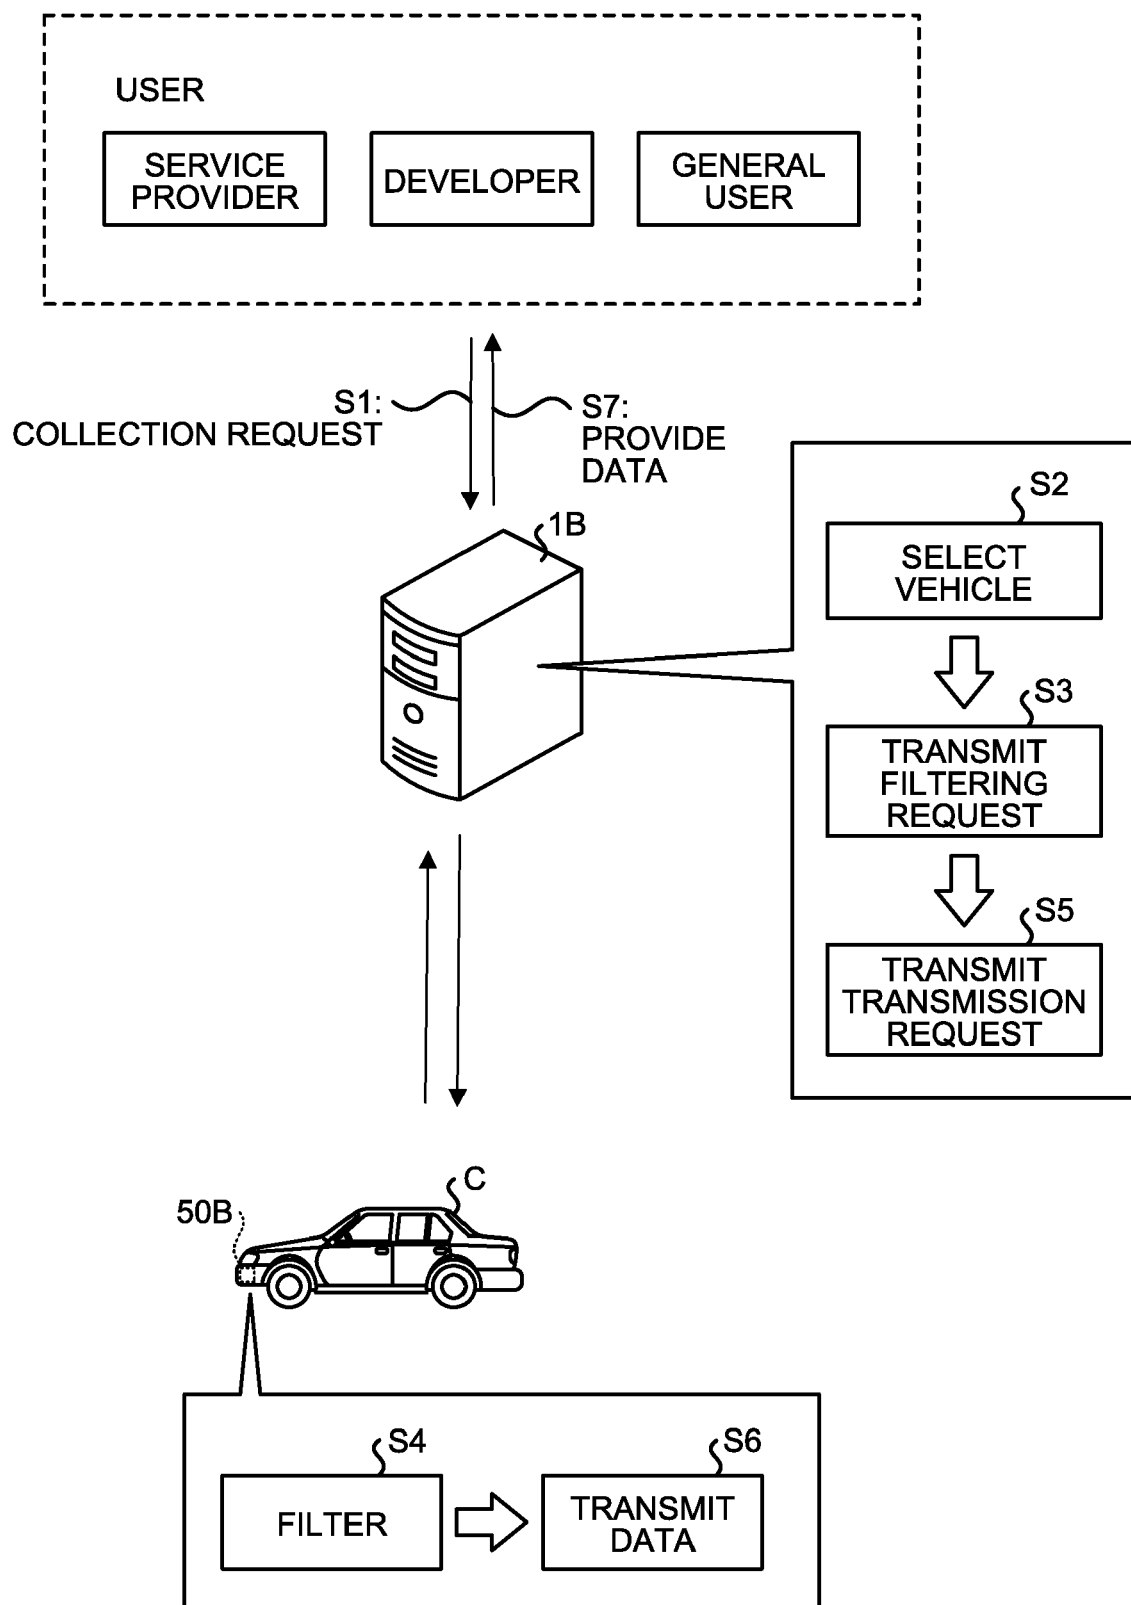 USER
SERVICE
PROVIDER
DEVELOPER
GENERAL
USER
S1:
COLLECTION REQUEST
S7:
PROVIDE
DATA
1B
S2
SELECT
VEHICLE
S3
TRANSMIT
FILTERING
REQUEST
S5
TRANSMIT
TRANSMISSION
REQUEST
C
50B
S4
FILTER
S6
TRANSMIT
DATA